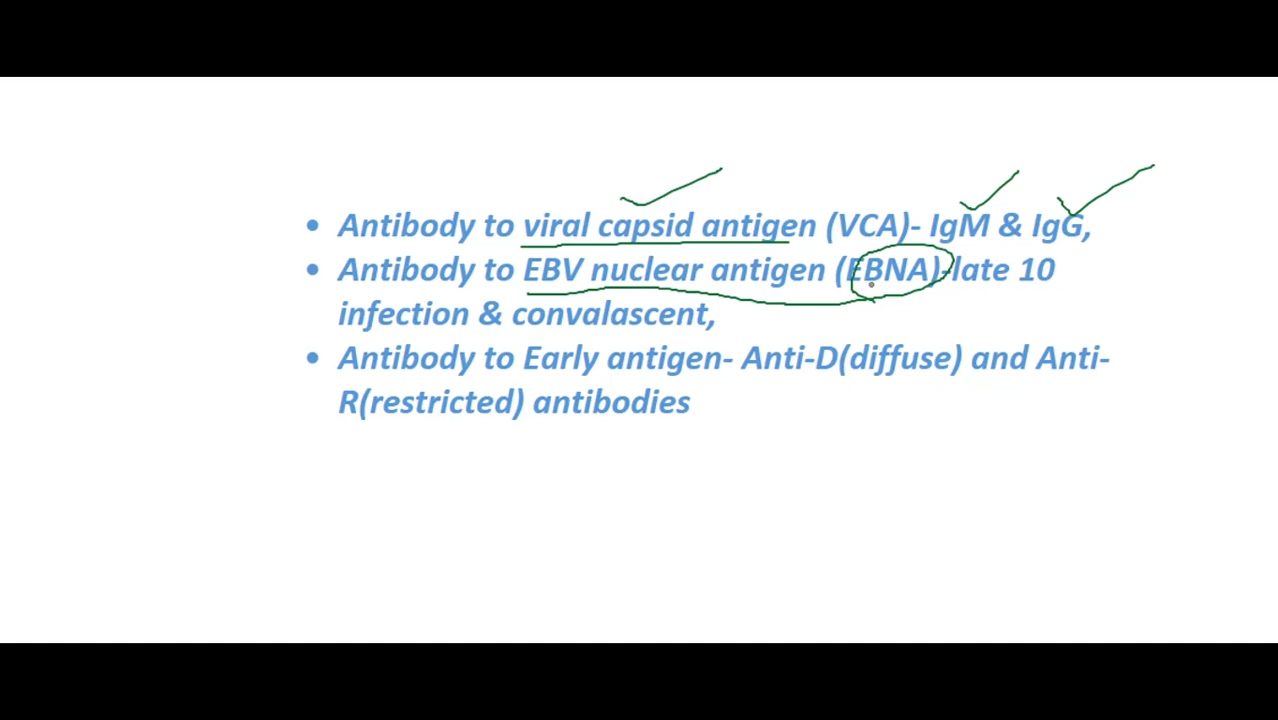 • Antibody to viral capsid antigen (VCA)- IgM & IgG,
• Antibody to EBV nuclear antigen (EBNA)-late 10
infection & convalascent,
• Antibody to Early antigen- Anti-D(diffuse) and Anti-
R(restricted) antibodies